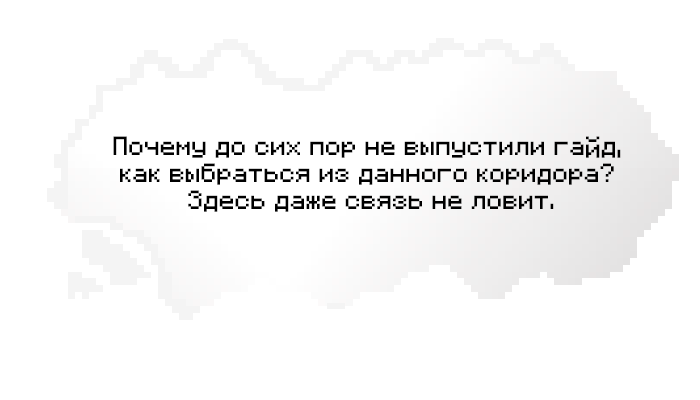 Почему до сих пор не выпустили гайд,
как выбраться из данного коридора?
Здесь даже связь не ловит.